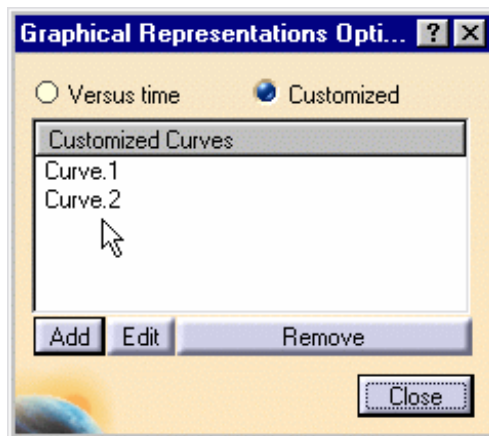 Graphical Representations Opti... ? ×
Versus time Customized
Customized Curves
Curve.1
Curve.2
Add Edit Remove
Close